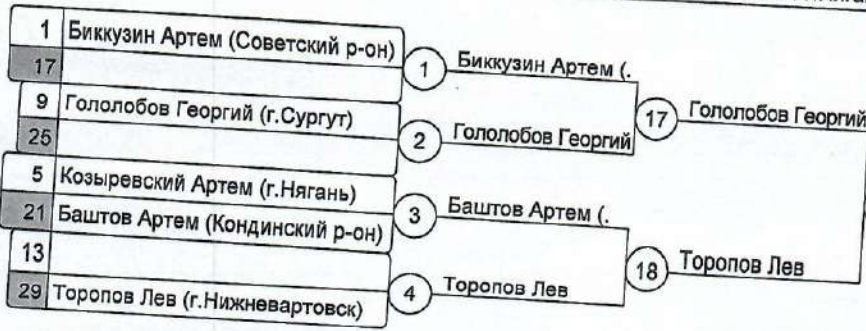 1 Биккузин Артем (Советский р-он)
17
1 Биккузин Артем (.
9 Гололобов Георгий (г.Сургут)
25
2 Гололобов Георгий
17 Гололобов Георгий
5 Козыревский Артем (г.Нягань)
21 Баштов Артем (Кондинский р-он)
3 Баштов Артем (.
13
29 Торопов Лев (г.Нижневартовск)
4 Торопов Лев
18 Торопов Лев